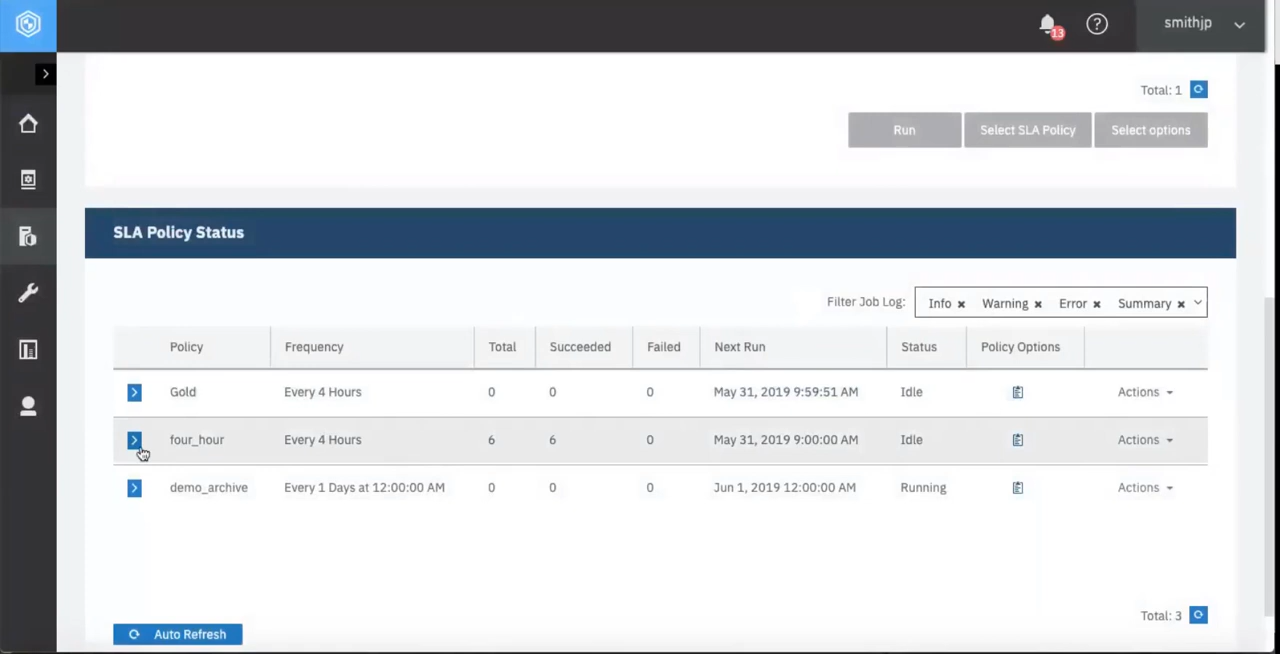 13
?
smithjp
Total: 1
Run Select SLA Policy Select options
SLA Policy Status
Filter Job Log: Info × Warning × Error × Summary ×
Policy Frequency Total Succeeded Failed Next Run Status Policy Options
Gold Every 4 Hours 0 0 0 May 31, 2019 9:59:51 AM Idle Actions
four_hour Every 4 Hours 6 6 0 May 31, 2019 9:00:00 AM Idle Actions
demo_archive Every 1 Days at 12:00:00 AM 0 0 0 Jun 1, 2019 12:00:00 AM Running Actions
Total: 3
Auto Refresh